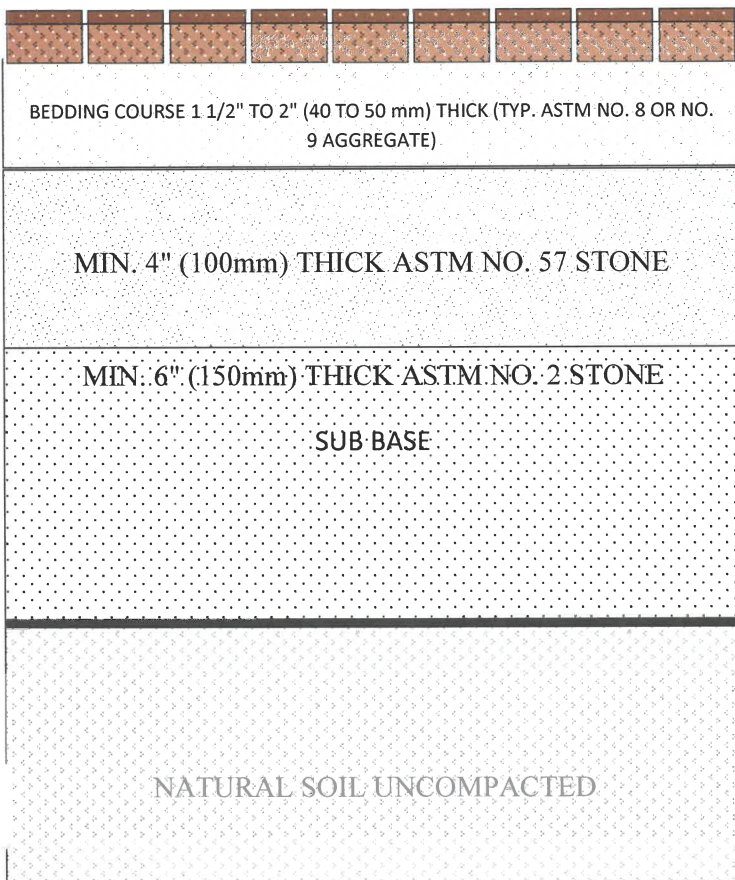 BEDDING COURSE 1 1/2" TO 2" (40 TO 50 mm) THICK (TYP. ASTM NO. 8 OR NO.
9 AGGREGATE)
MIN. 4" (100mm) THICK ASTM NO. 57 STONE
MIN. 6" (150mm) THICK ASTM NO. 2 STONE
SUB BASE
NATURAL SOIL UNCOMPACTED